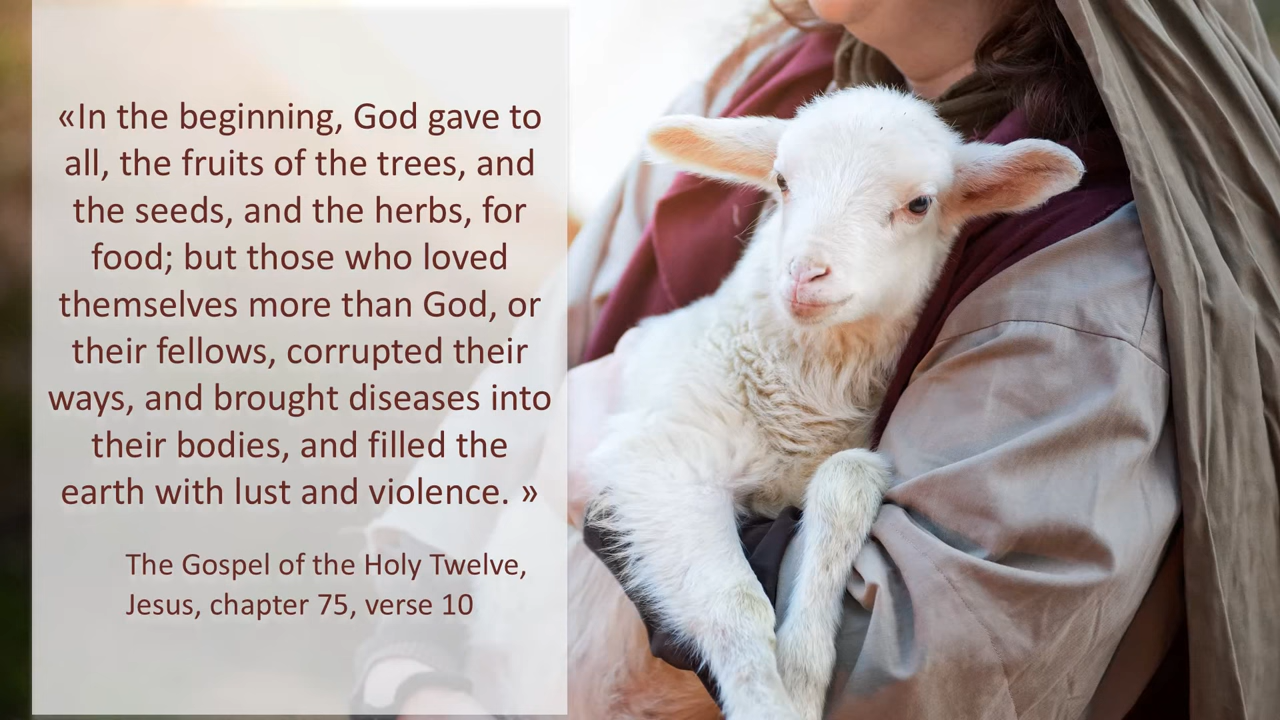 «In the beginning, God gave to
all, the fruits of the trees, and
the seeds, and the herbs, for
food; but those who loved
themselves more than God, or
their fellows, corrupted their
ways, and brought diseases into
their bodies, and filled the
earth with lust and violence. »
The Gospel of the Holy Twelve,
Jesus, chapter 75, verse 10